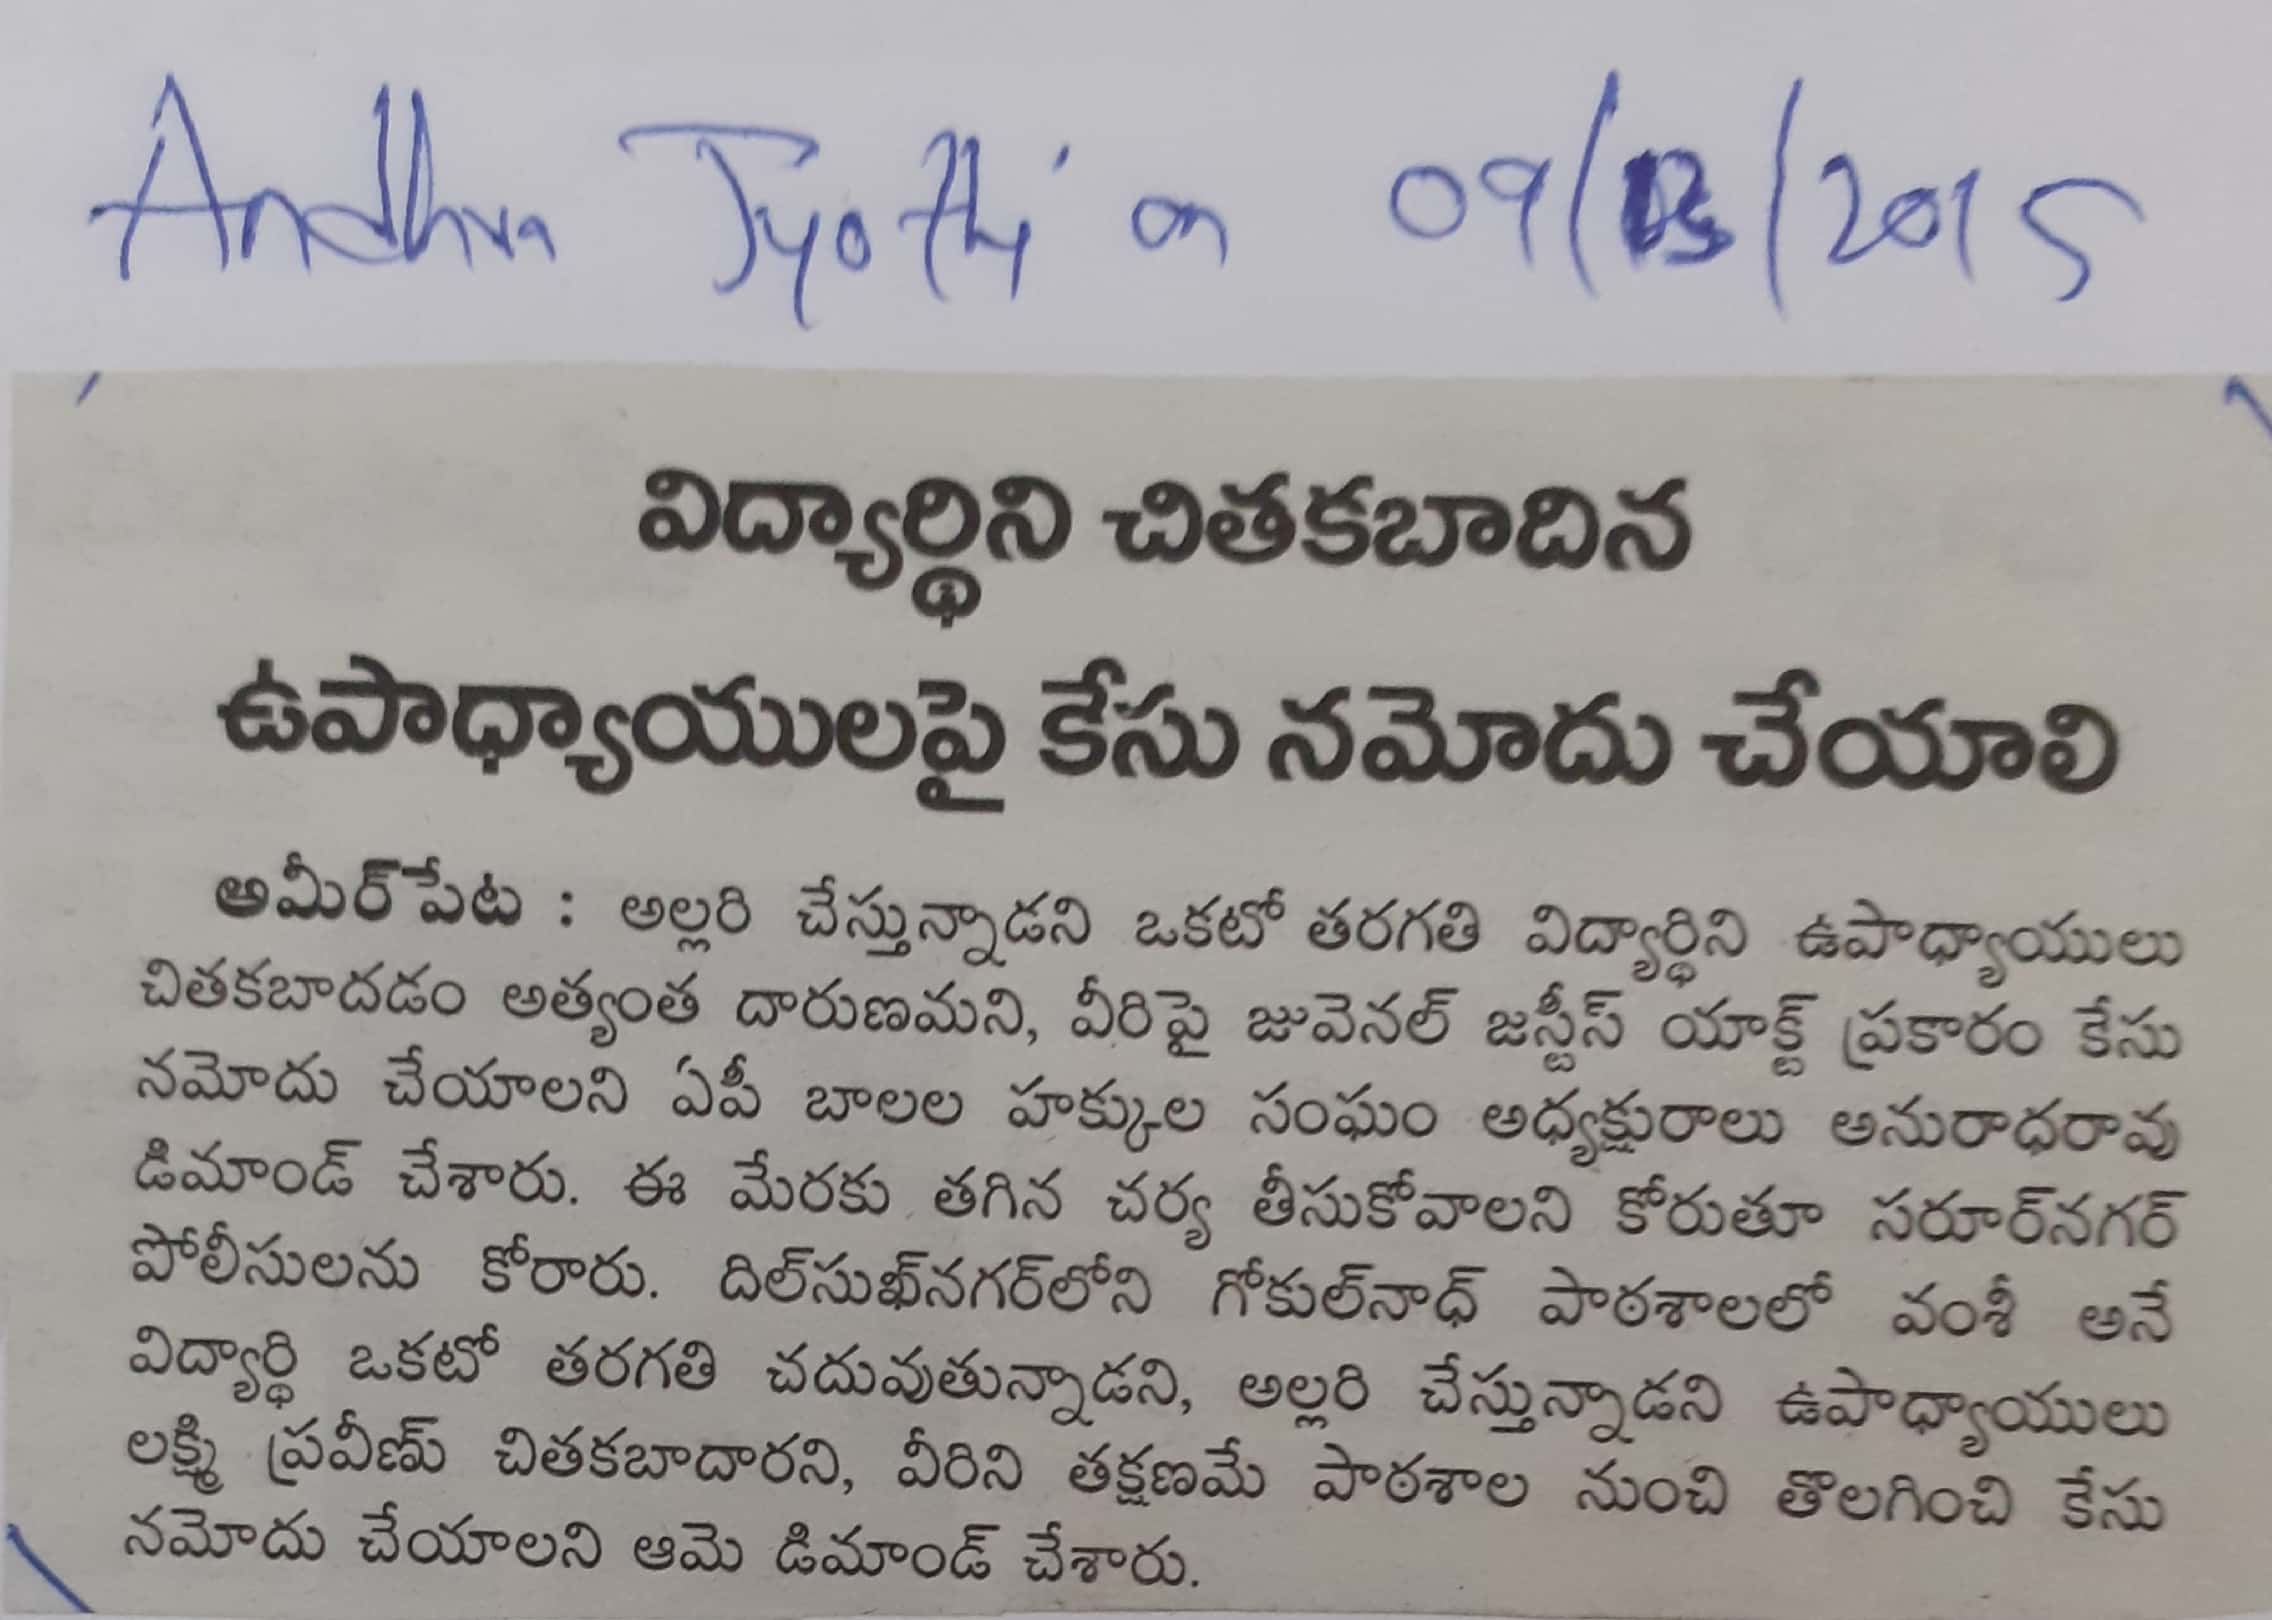 Andhra Jyothi on 09/ /2015
విద్యార్థిని చితకబాదిన
ఉపాధ్యాయులపై కేసు నమోదు చేయాలి
అమీర్‌పేట : అల్లరి చేస్తున్నాడని ఒకటో తరగతి విద్యార్థిని ఉపాధ్యాయులు
చితకబాదడం అత్యంత దారుణమని, వీరిపై జువెనల్ జస్టీస్ యాక్ట్ ప్రకారం కేసు
నమోదు చేయాలని ఏపీ బాలల హక్కుల సంఘం అధ్యక్షురాలు అనురాధరావు
డిమాండ్ చేశారు. ఈ మేరకు తగిన చర్య తీసుకోవాలని కోరుతూ సరూర్‌నగర్
పోలీసులను కోరారు. దిల్‌సుఖ్‌నగర్‌లోని గోకుల్‌నాధ్ పాఠశాలలో వంశీ అనే
విద్యార్థి ఒకటో తరగతి చదువుతున్నాడని, అల్లరి చేస్తున్నాడని ఉపాధ్యాయులు
లక్ష్మి ప్రవీణ్ చితకబాదారని, వీరిని తక్షణమే పాఠశాల నుంచి తొలగించి కేసు
నమోదు చేయాలని ఆమె డిమాండ్ చేశారు.